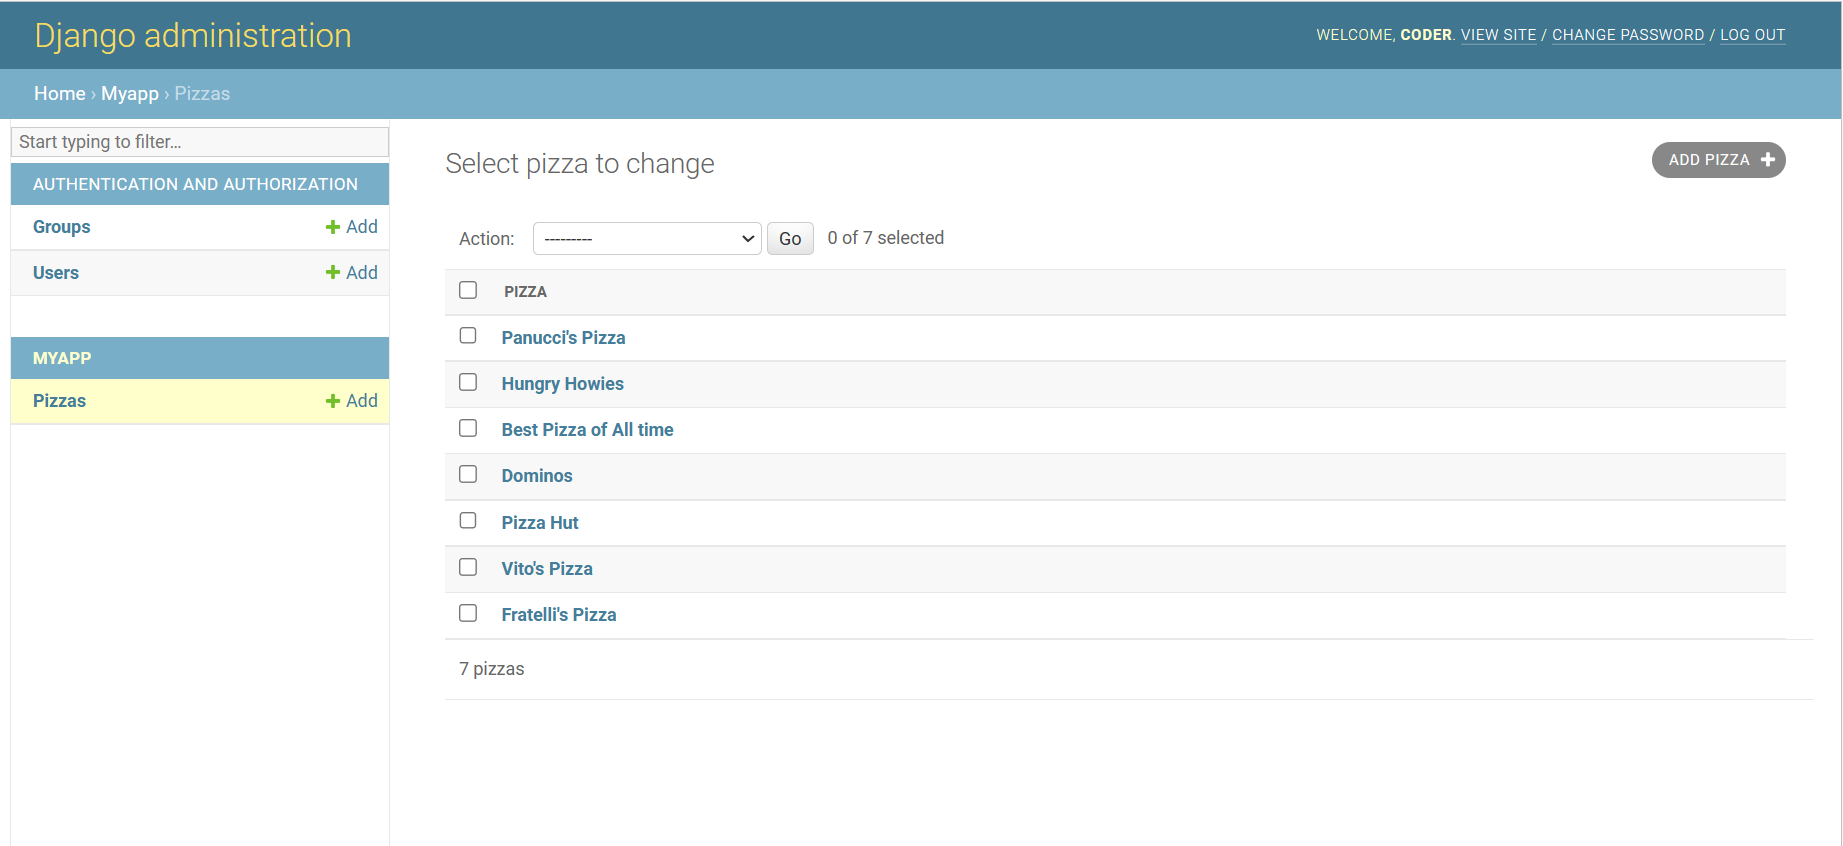 Django administration
WELCOME, CODER. VIEW SITE / CHANGE PASSWORD / LOG OUT
Home › Myapp › Pizzas
Start typing to filter...
AUTHENTICATION AND AUTHORIZATION
Groups + Add
Users + Add
MYAPP
Pizzas + Add
Select pizza to change
ADD PIZZA +
Action: --------- Go 0 of 7 selected
PIZZA
Panucci's Pizza
Hungry Howies
Best Pizza of All time
Dominos
Pizza Hut
Vito's Pizza
Fratelli's Pizza
7 pizzas